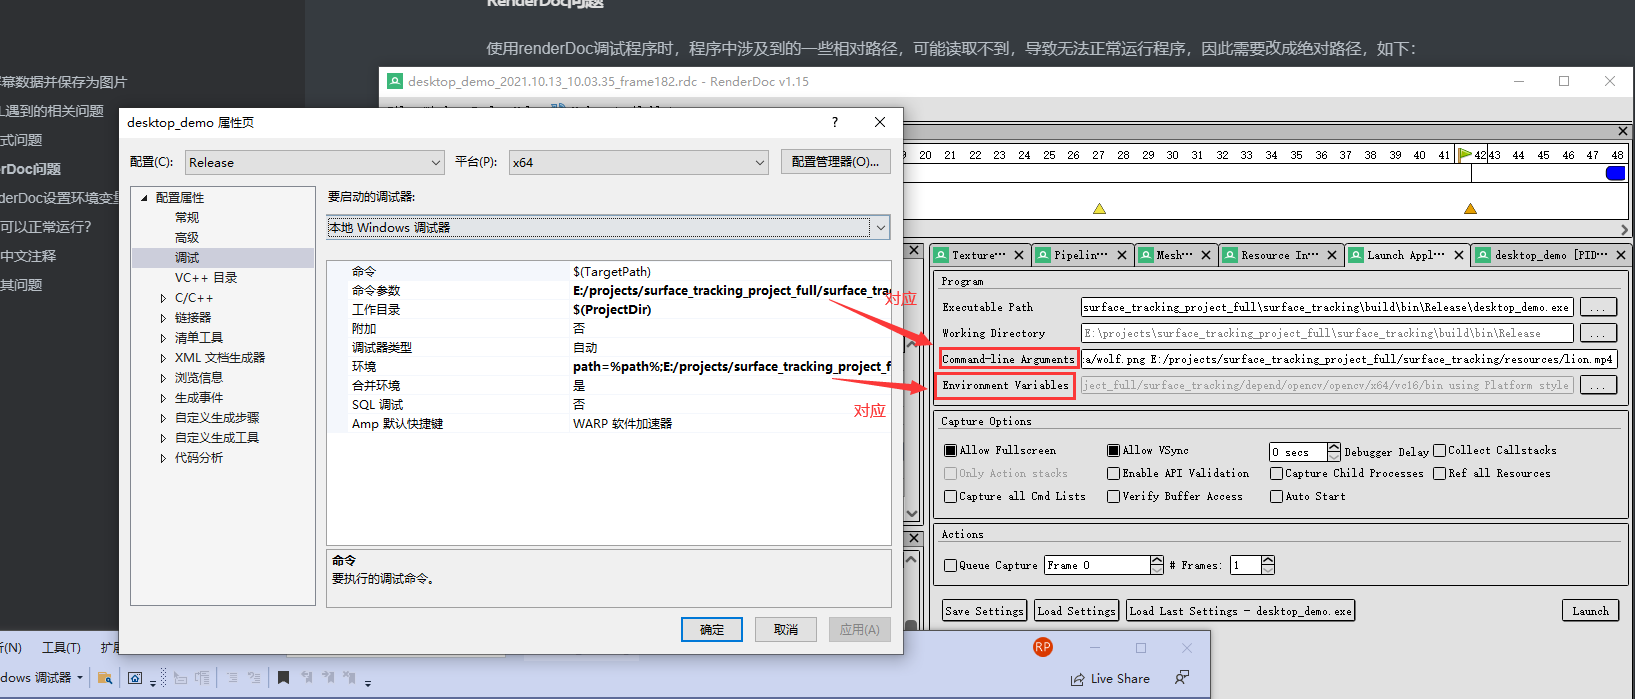 RenderDoc问题
使用renderDoc调试程序时，程序中涉及到的一些相对路径，可能读取不到，导致无法正常运行程序，因此需要改成绝对路径，如下：
幕数据并保存为图片
L遇到的相关问题
式问题
rDoc问题
derDoc设置环境变量
可以正常运行?
中文注释
其问题
desktop_demo_2021.10.13_10.03.35_frame182.rdc - RenderDoc v1.15
desktop_demo 属性页
?
配置(C):
Release
平台(P):
x64
配置管理器(O)...
配置属性
常规
高级
调试
VC++ 目录
C/C++
链接器
清单工具
XML 文档生成器
浏览信息
生成事件
自定义生成步骤
自定义生成工具
代码分析
要启动的调试器:
本地 Windows 调试器
命令 $(TargetPath)
命令参数 E:/projects/surface_tracking_project_full/surface_trac
工作目录 $(ProjectDir)
附加 否
调试器类型 自动
环境 path=%path%;E:/projects/surface_tracking_project_f
合并环境 是
SQL 调试 否
Amp 默认快捷键 WARP 软件加速器
命令
要执行的调试命令。
确定
取消
应用(A)
对应
对应
20 21 22 23 24 25 26 27 28 29 30 31 32 33 34 35 36 37 38 39 40 41 42 43 44 45 46 47 48
Texture···
Pipelin···
Mesh···
Resource In···
Launch Appl···
desktop_demo [PID···
Program
Executable Path surface_tracking_project_full\surface_tracking\build\bin\Release\desktop_demo.exe ...
Working Directory E:\projects\surface_tracking_project_full\surface_tracking\build\bin\Release ...
Command-line Arguments :a/wolf.png E:/projects/surface_tracking_project_full/surface_tracking/resources/lion.mp4
Environment Variables ject_full/surface_tracking/depend/opencv/opencv/x64/vc16/bin using Platform style ...
Capture Options
Allow Fullscreen Allow VSync 0 secs Debugger Delay Collect Callstacks
Only Action stacks Enable API Validation Capture Child Processes Ref all Resources
Capture all Cmd Lists Verify Buffer Access Auto Start
Actions
Queue Capture Frame 0 # Frames: 1
Save Settings Load Settings Load Last Settings - desktop_demo.exe Launch
斤(N) 工具(T) 扩展
RP
dows 调试器
Live Share